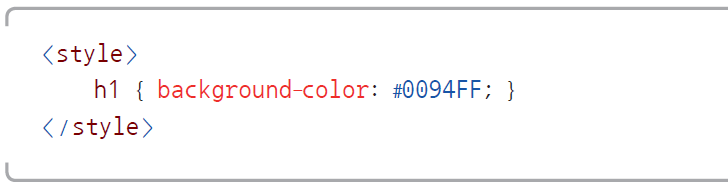 <style>
h1 { background-color: #0094FF; }
</style>